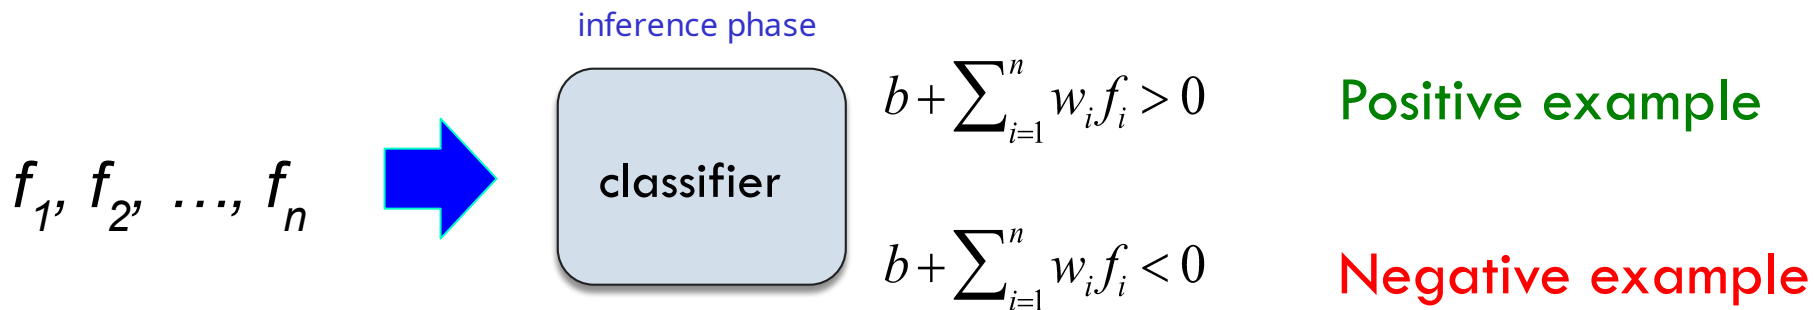 inference phase
b + ∑ⁿᵢ₌₁ wᵢfᵢ > 0
Positive example
f₁, f₂, …, fₙ
classifier
b + ∑ⁿᵢ₌₁ wᵢfᵢ < 0
Negative example